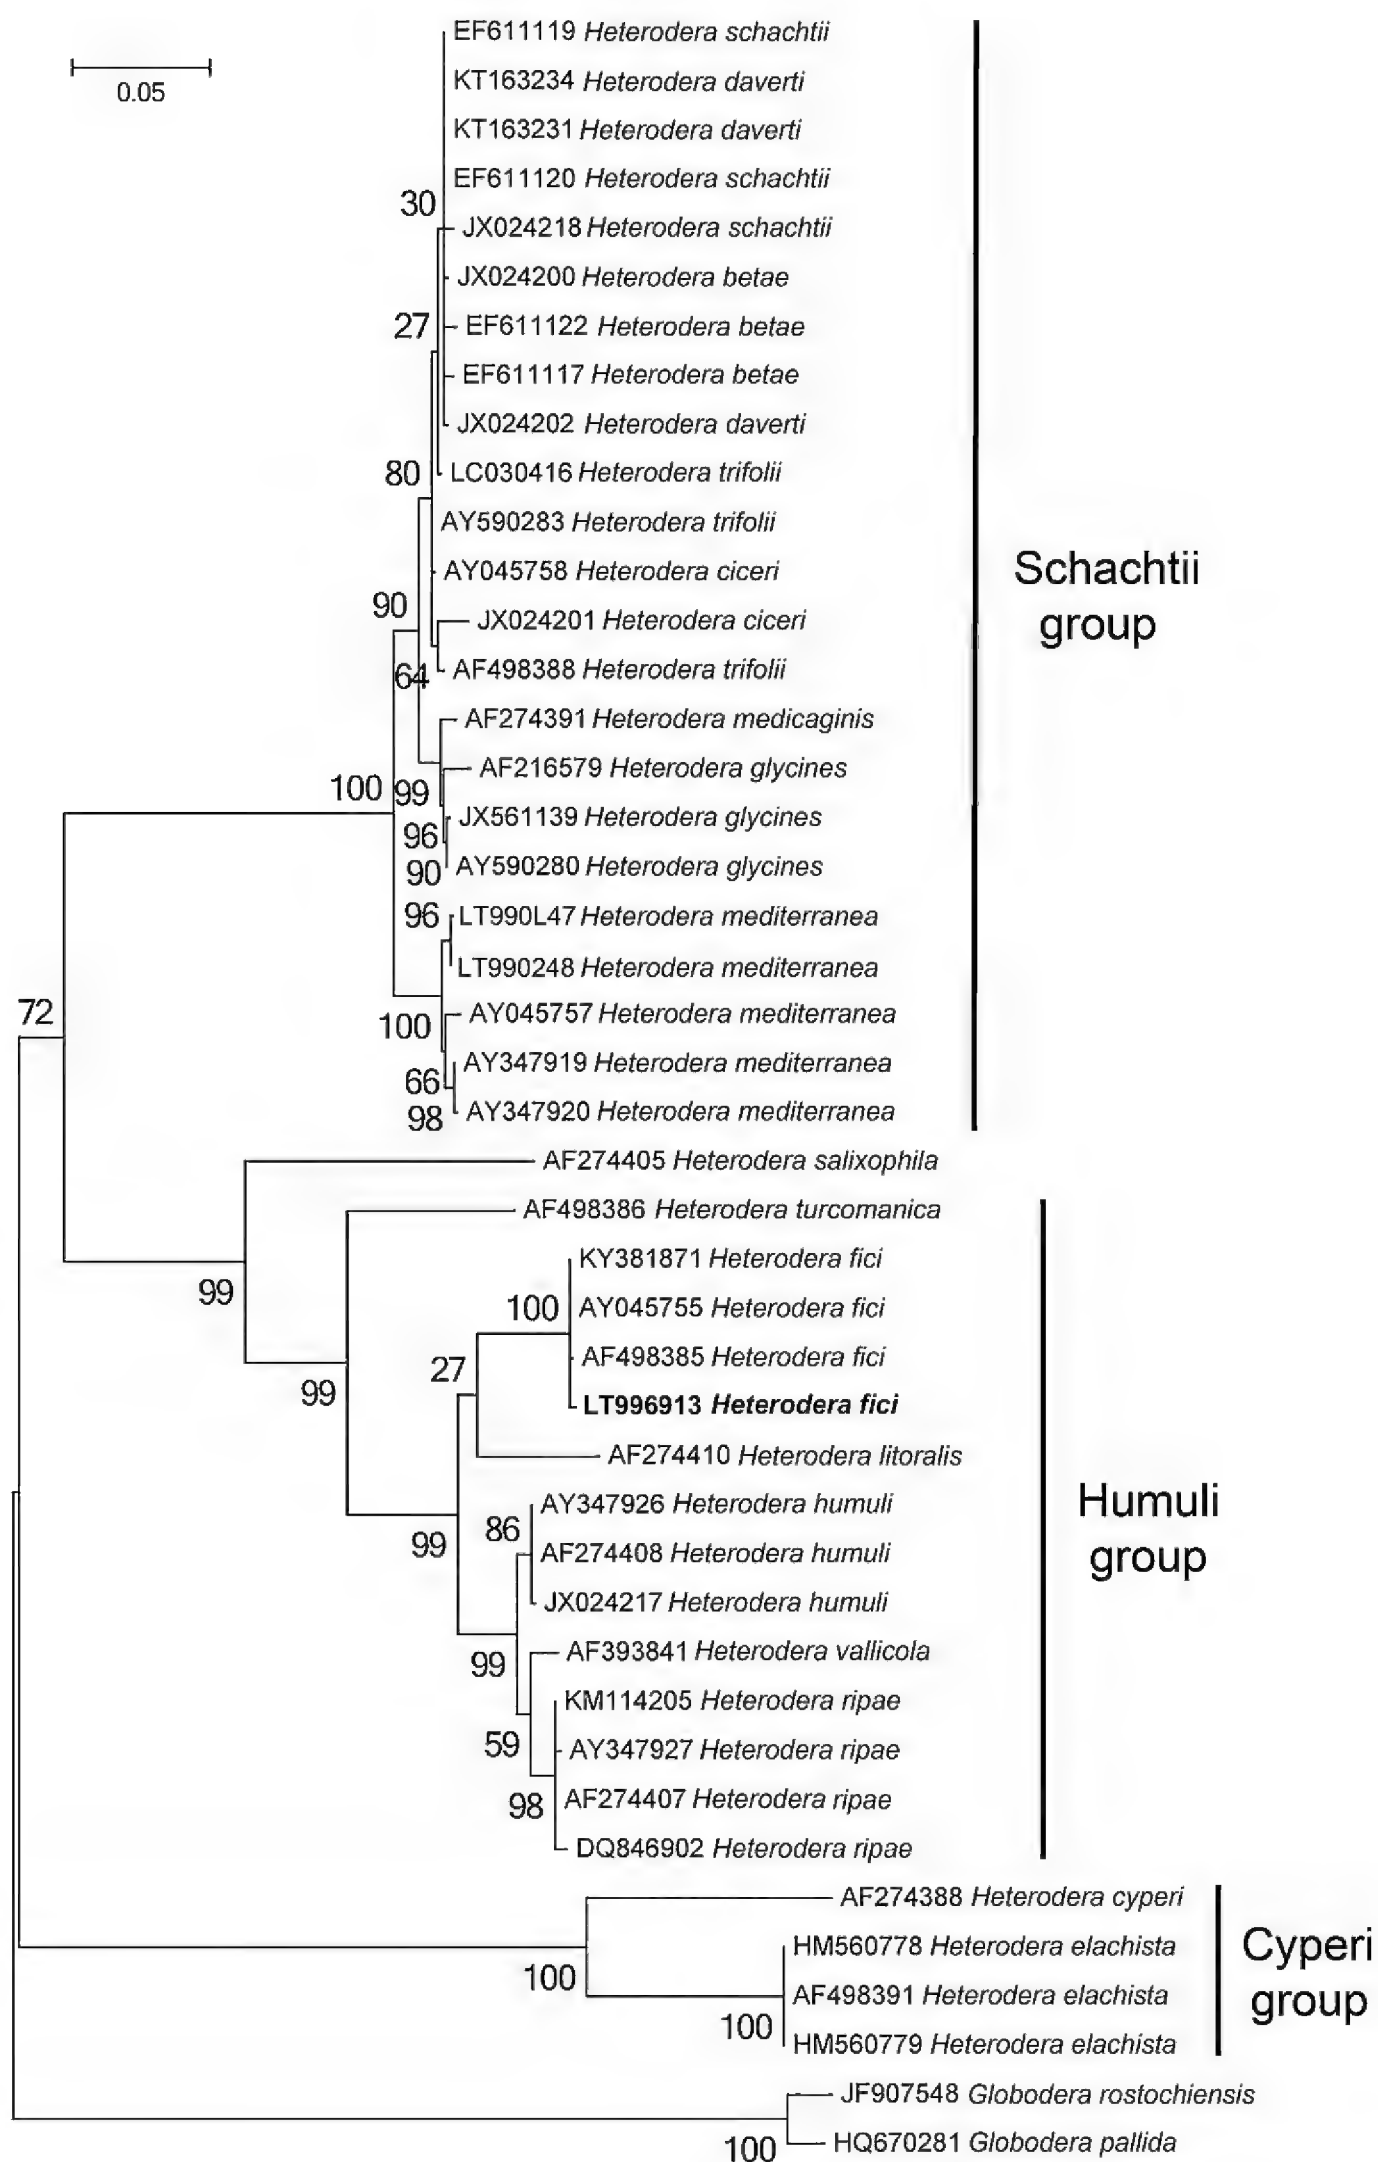 EF611119 Heterodera schachtii
0.05
KT163234 Heterodera daverti
KT163231 Heterodera daverti
EF611120 Heterodera schachtii
30
JX024218 Heterodera schachtii
JX024200 Heterodera betae
27
EF611122 Heterodera betae
EF611117 Heterodera betae
JX024202 Heterodera daverti
80
LC030416 Heterodera trifolii
AY590283 Heterodera trifolii
AY045758 Heterodera ciceri
Schachtii
group
90
JX024201 Heterodera ciceri
64
AF498388 Heterodera trifolii
AF274391 Heterodera medicaginis
AF216579 Heterodera glycines
100
99
JX561139 Heterodera glycines
96
90
AY590280 Heterodera glycines
96
LT990L47 Heterodera mediterranea
LT990248 Heterodera mediterranea
72
AY045757 Heterodera mediterranea
100
AY347919 Heterodera mediterranea
66
98
AY347920 Heterodera mediterranea
AF274405 Heterodera salixophila
AF498386 Heterodera turcomanica
KY381871 Heterodera fici
99
100
AY045755 Heterodera fici
AF498385 Heterodera fici
27
99
LT996913 Heterodera fici
AF274410 Heterodera litoralis
AY347926 Heterodera humuli
Humuli
group
86
99
AF274408 Heterodera humuli
JX024217 Heterodera humuli
AF393841 Heterodera vallicola
99
KM114205 Heterodera ripae
59
AY347927 Heterodera ripae
98
AF274407 Heterodera ripae
DQ846902 Heterodera ripae
AF274388 Heterodera cyperi
HM560778 Heterodera elachista
Cyperi
group
100
AF498391 Heterodera elachista
100
HM560779 Heterodera elachista
JF907548 Globodera rostochiensis
100
HQ670281 Globodera pallida